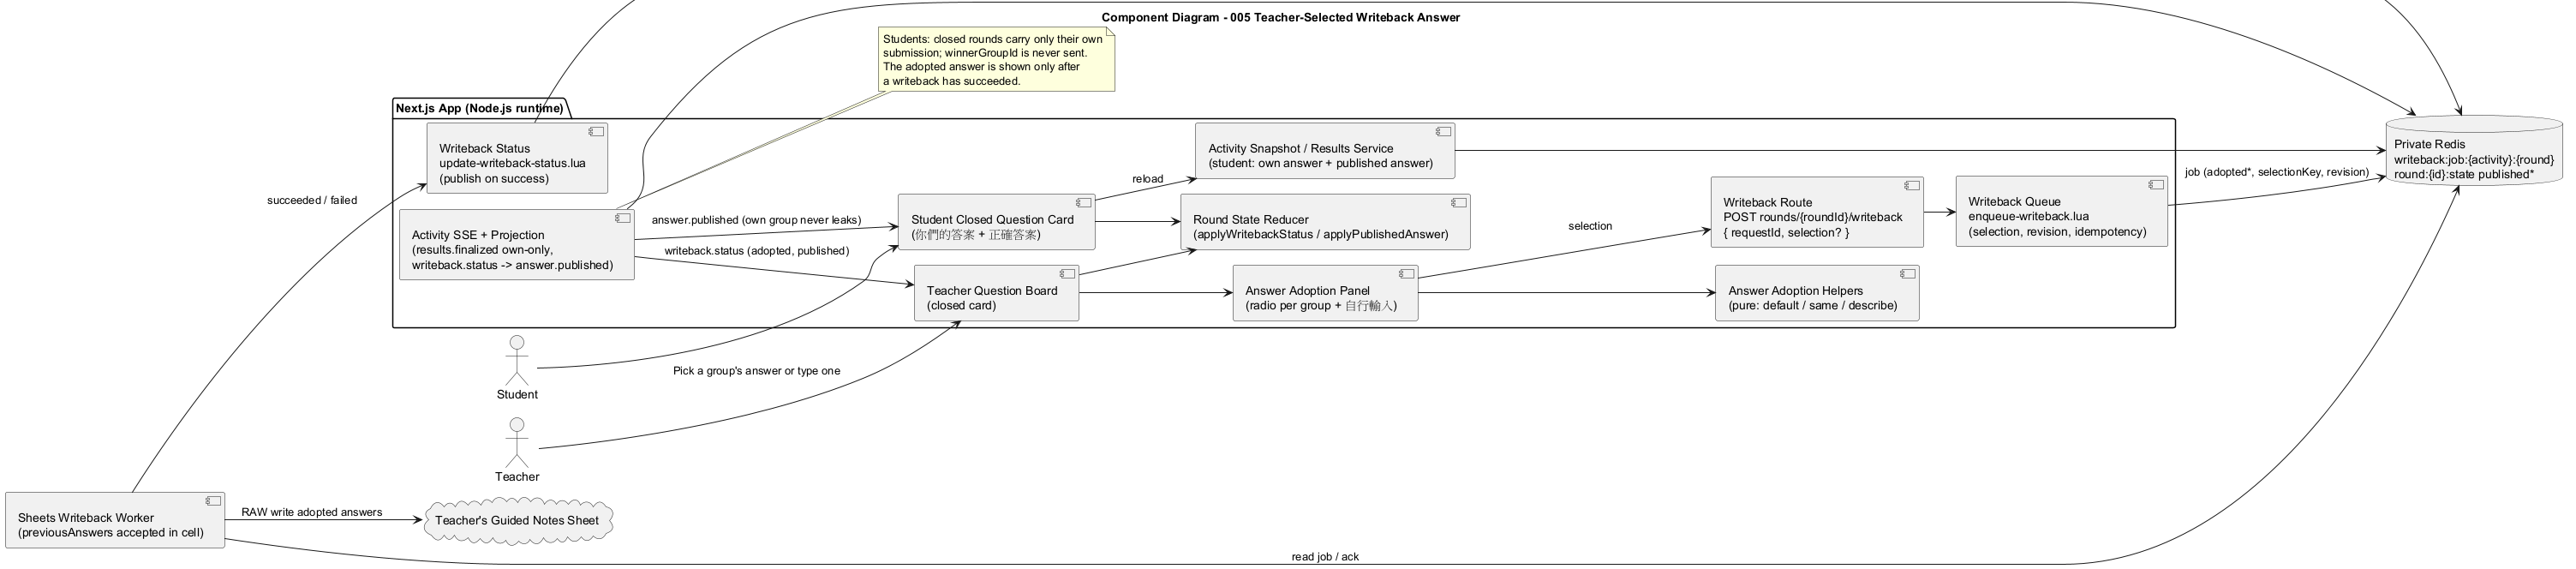 Component Diagram - 005 Teacher-Selected Writeback Answer
Students: closed rounds carry only their own
submission; winnerGroupId is never sent.
The adopted answer is shown only after
a writeback has succeeded.
Next.js App (Node.js runtime)
Writeback Status
update-writeback-status.lua
(publish on success)
Activity SSE + Projection
(results.finalized own-only,
writeback.status -> answer.published)
succeeded / failed
answer.published (own group never leaks)
writeback.status (adopted, published)
Student Closed Question Card
(你們的答案 + 正確答案)
Teacher Question Board
(closed card)
reload
Activity Snapshot / Results Service
(student: own answer + published answer)
Round State Reducer
(applyWritebackStatus / applyPublishedAnswer)
Answer Adoption Panel
(radio per group + 自行輸入)
selection
Writeback Route
POST rounds/{roundId}/writeback
{ requestId, selection? }
Answer Adoption Helpers
(pure: default / same / describe)
Writeback Queue
enqueue-writeback.lua
(selection, revision, idempotency)
job (adopted*, selectionKey, revision)
Private Redis
writeback:job:{activity}:{round}
round:{id}:state published*
Student
Pick a group's answer or type one
Teacher
Sheets Writeback Worker
(previousAnswers accepted in cell)
RAW write adopted answers
Teacher's Guided Notes Sheet
read job / ack